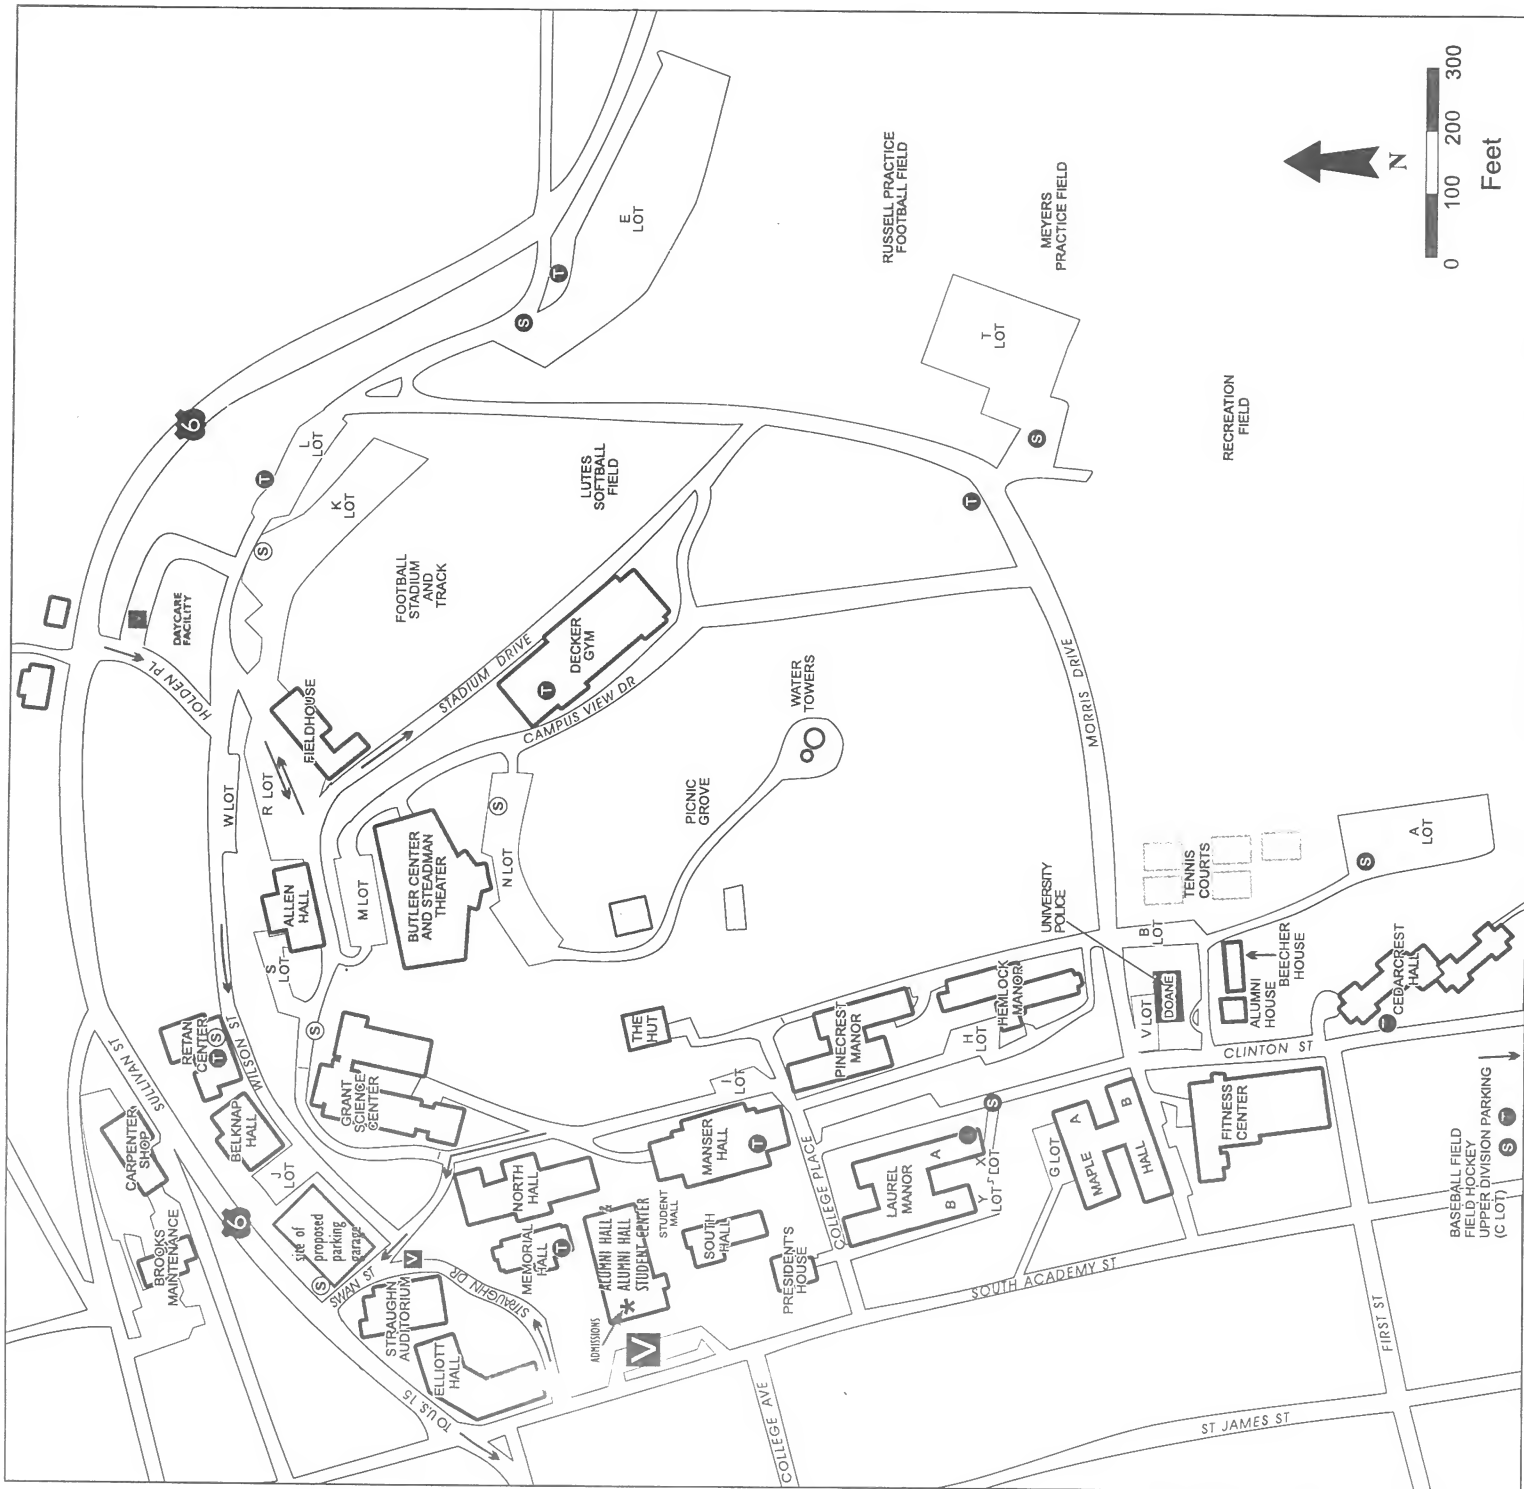 6
SULLIVAN ST
CARPENTER
SHOP
BROOKS
MAINTENANCE
6
RETAN
CENTER
T
S
WILSON ST
BELKNAP
HALL
J
LOT
site of
proposed
parking
garage
S
SWAN ST
V
STRAUGHN
AUDITORIUM
ELLIOTT
HALL
TO U.S. 15
STRAUGHN DR
HOLDEN PL
DAYCARE
FACILITY
W LOT
R LOT
FIELDHOUSE
S
LOT
ALLEN
HALL
M LOT
S
BUTLER CENTER
AND STEADMAN
THEATER
N LOT
S
GRANT
SCIENCE
CENTER
T
L
LOT
K
LOT
S
FOOTBALL
STADIUM
AND
TRACK
LUTES
SOFTBALL
FIELD
STADIUM DRIVE
DECKER
GYM
T
CAMPUS VIEW DR
S
T
E
LOT
RUSSELL PRACTICE
FOOTBALL FIELD
MEYERS
PRACTICE FIELD
T
LOT
S
T
RECREATION
FIELD
WATER
TOWERS
PICNIC
GROVE
MORRIS DRIVE
NORTH
HALL
MEMORIAL
HALL
T
ALUMNI HALL &
ALUMNI HALL
STUDENT CENTER
ADMISSIONS
V
STUDENT
MALL
SOUTH
HALL
MANSER
HALL
T
THE
HUT
I
LOT
PRESIDENT'S
HOUSE
COLLEGE PLACE
COLLEGE AVE
PINECREST
MANOR
HEMLOCK
MANOR
H
LOT
LAUREL
MANOR
A
B
S
X
LOT
Y
LOT
SOUTH ACADEMY ST
G LOT
MAPLE
HALL
A
B
UNIVERSITY
POLICE
V LOT
DOANE
B
LOT
TENNIS
COURTS
A
LOT
S
ALUMNI
HOUSE
BEECHER
HOUSE
CEDARCREST
HALL
CLINTON ST
FITNESS
CENTER
FIRST ST
ST JAMES ST
BASEBALL FIELD
FIELD HOCKEY
UPPER DIVISION PARKING
(C LOT)
S T
N
0 100 200 300
Feet